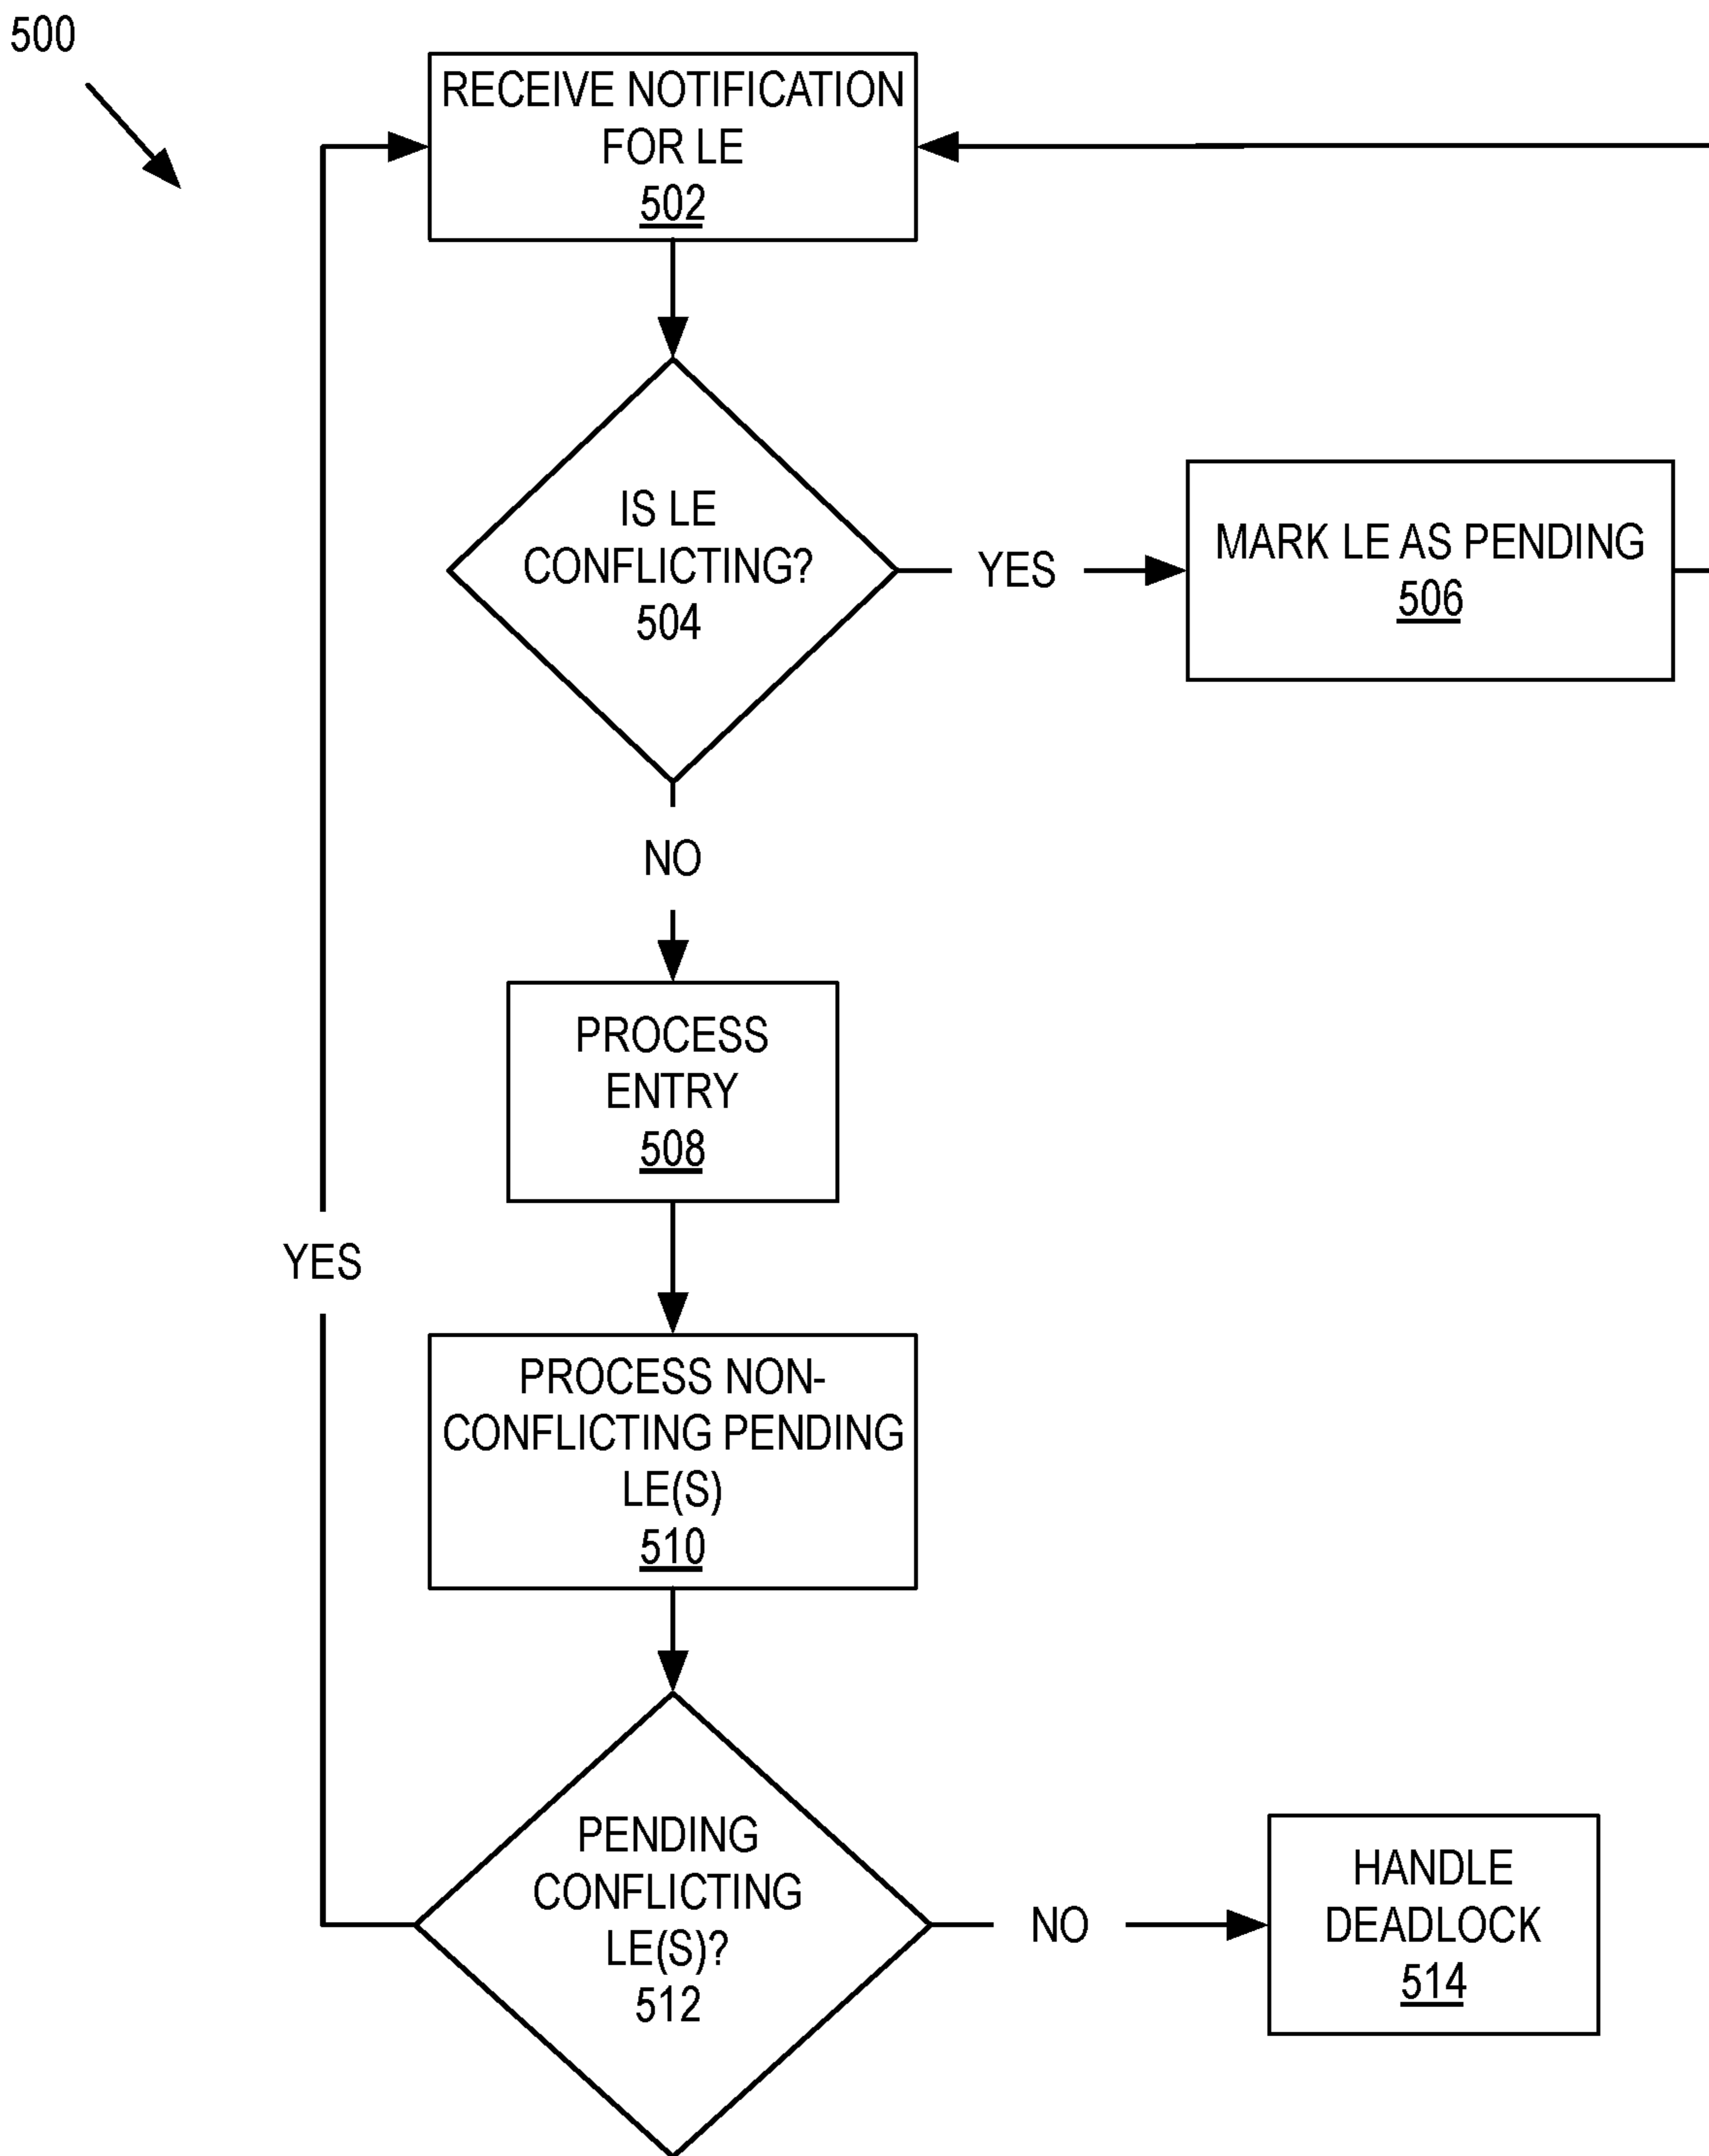 500
RECEIVE NOTIFICATION
FOR LE
502
IS LE
CONFLICTING?
504
YES
MARK LE AS PENDING
506
NO
PROCESS
ENTRY
508
YES
PROCESS NON-
CONFLICTING PENDING
LE(S)
510
PENDING
CONFLICTING
LE(S)?
512
NO
HANDLE
DEADLOCK
514